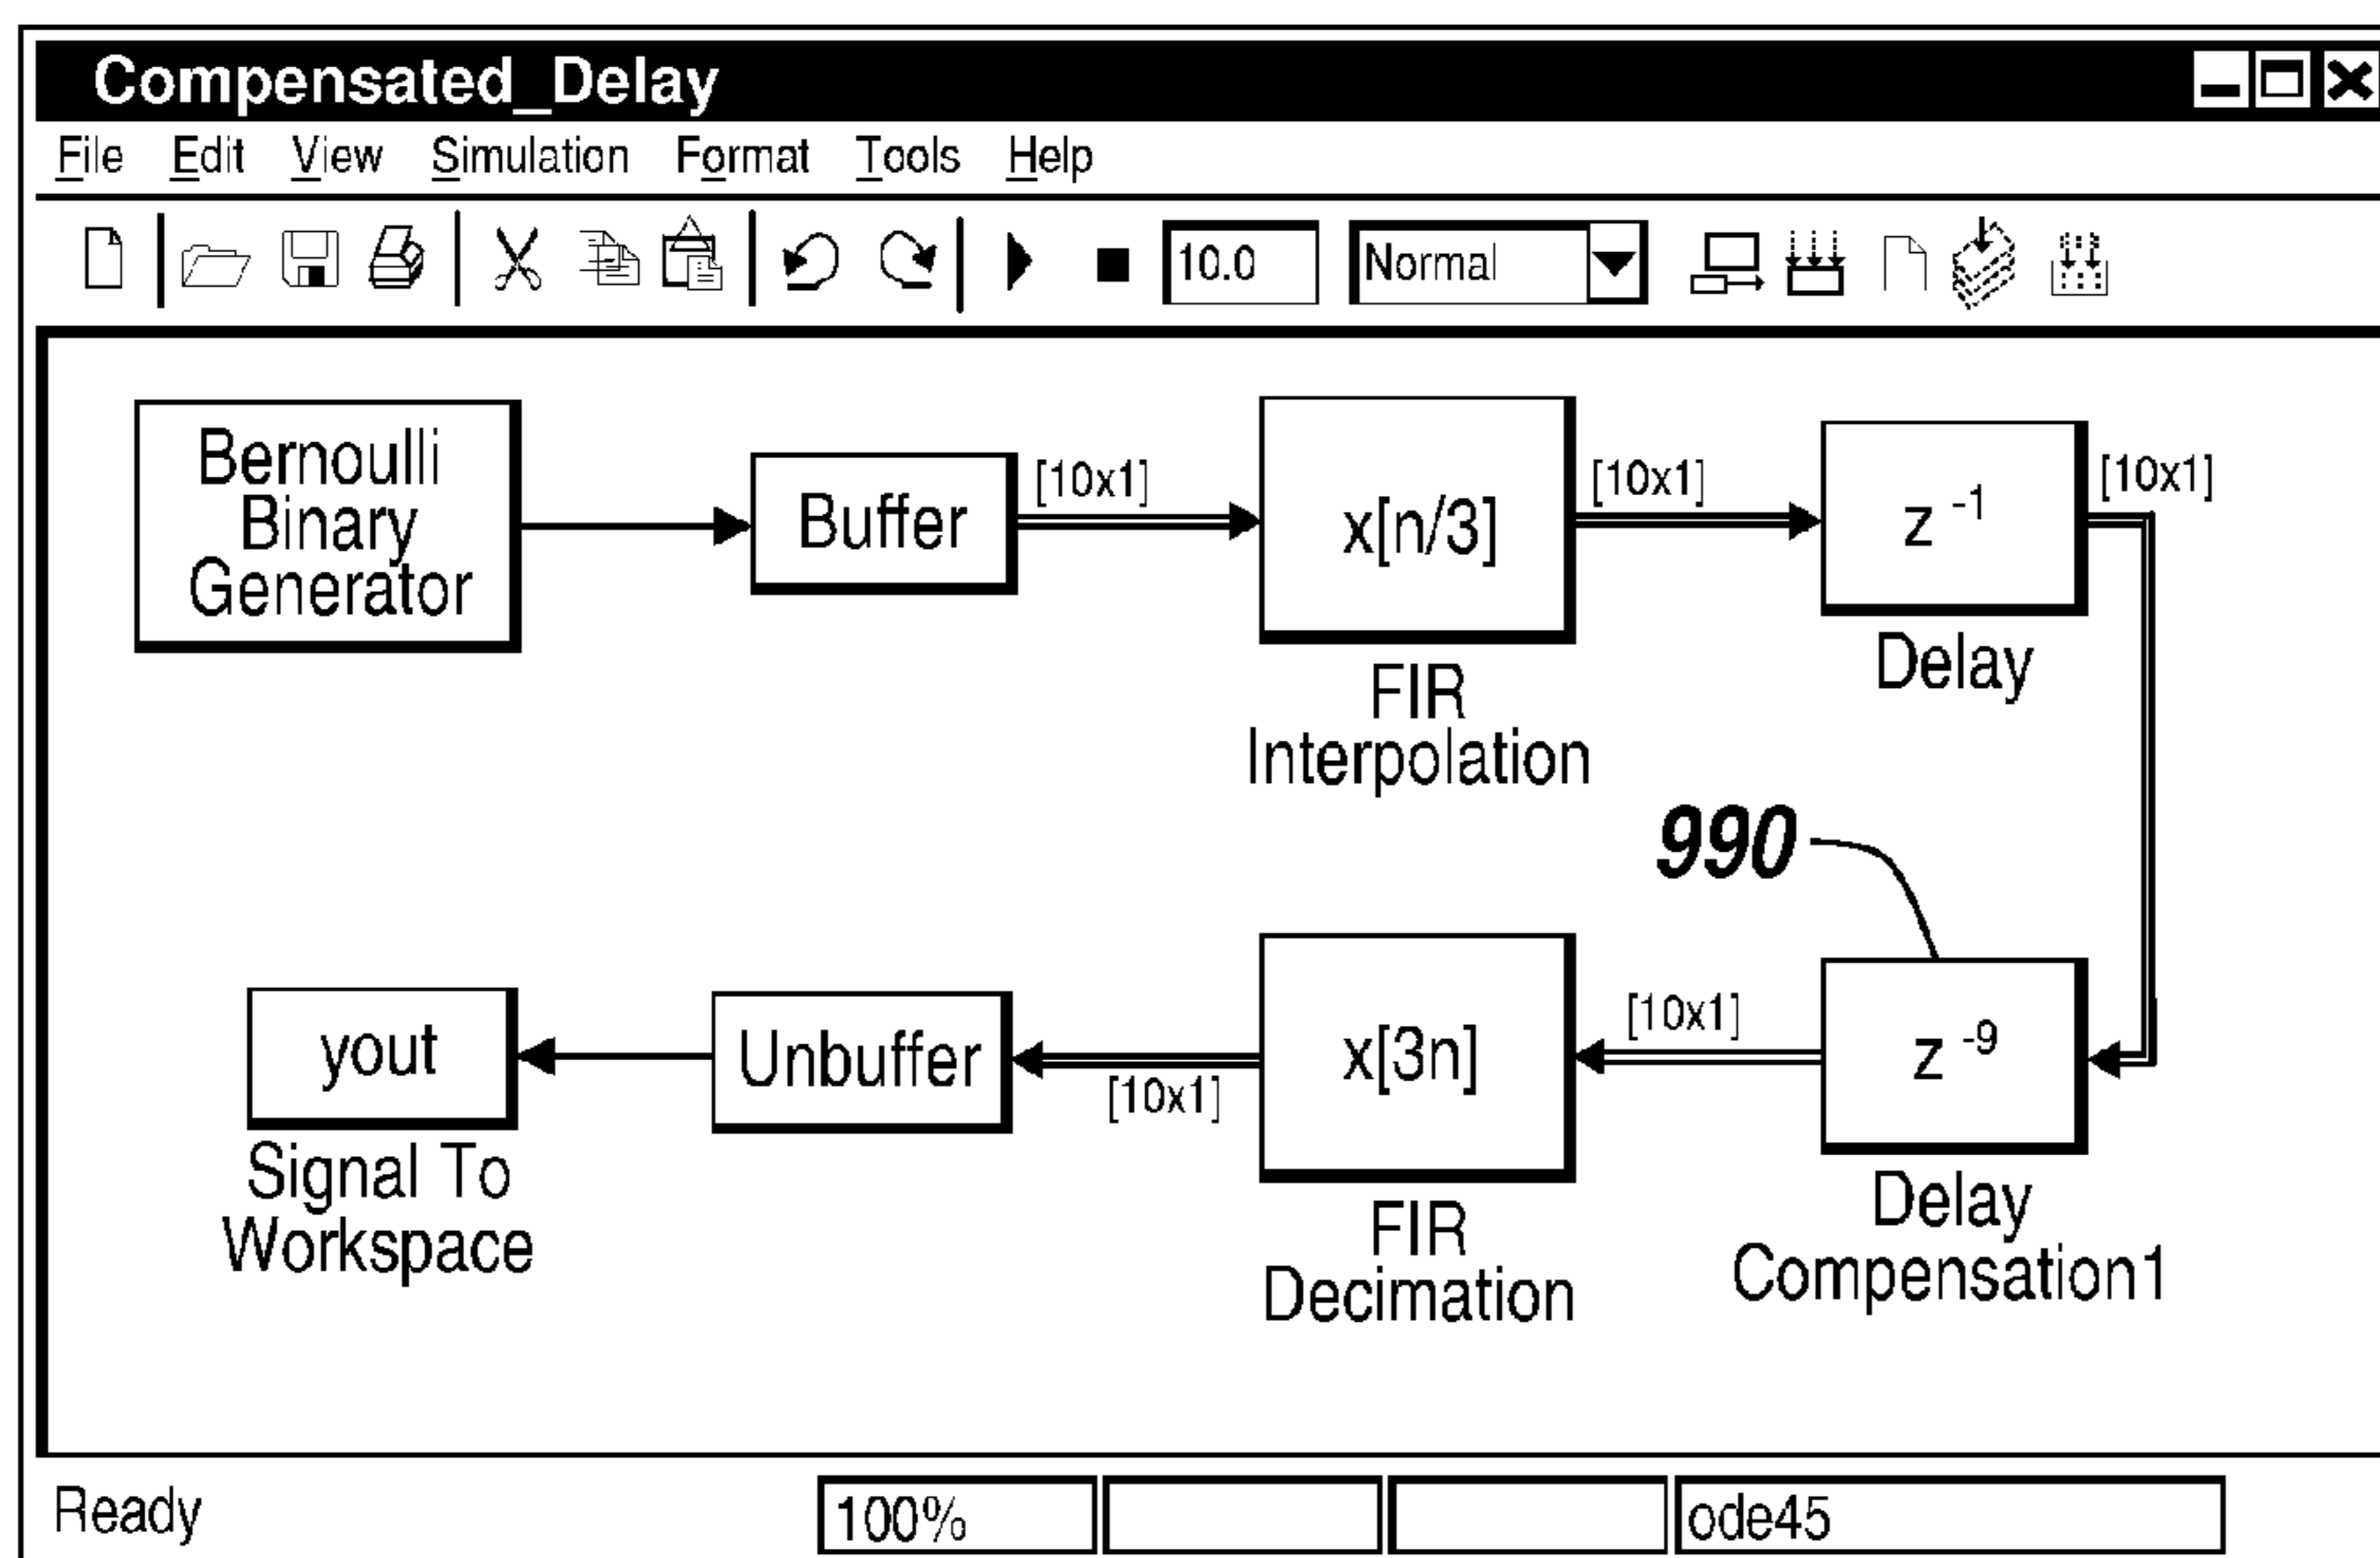 Compensated_Delay
File Edit View Simulation Format Tools Help
10.0 Normal
Bernoulli
Binary
Generator
Buffer
[10x1]
x[n/3]
FIR
Interpolation
[10x1]
z -1
Delay
[10x1]
990
z -9
Delay
Compensation1
[10x1]
x[3n]
FIR
Decimation
[10x1]
Unbuffer
yout
Signal To
Workspace
Ready 100% ode45